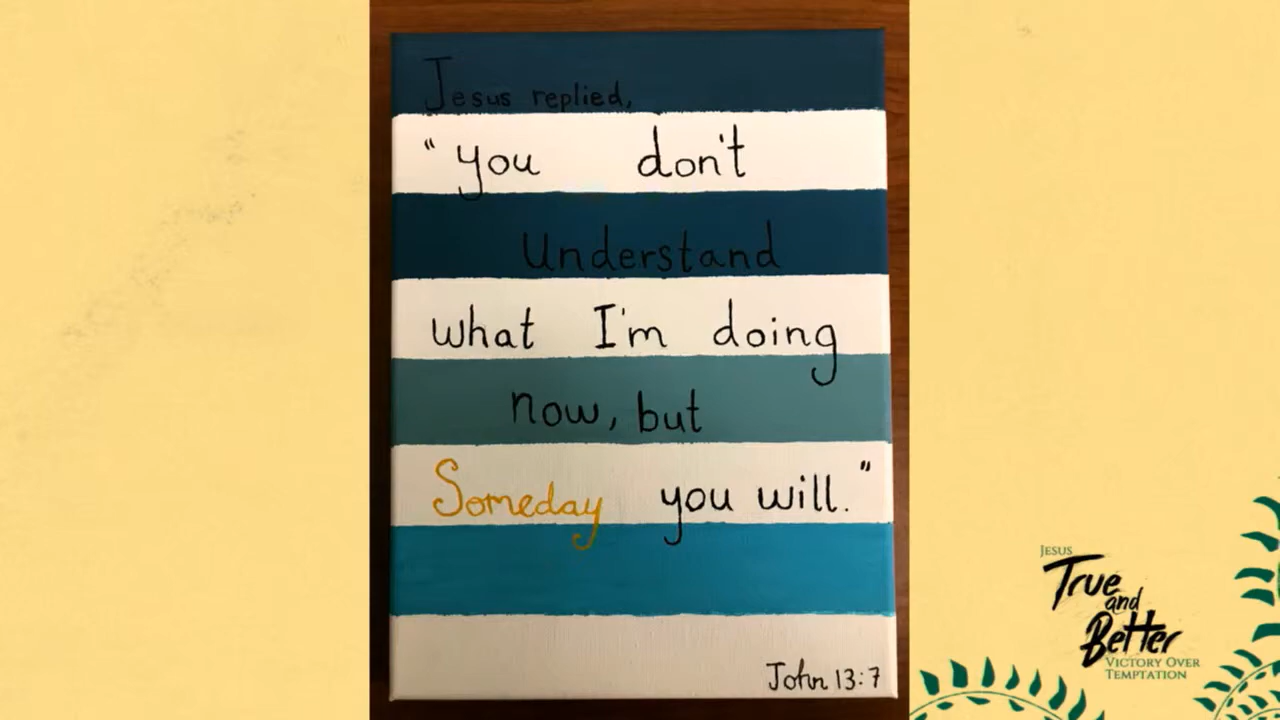 Jesus replied,
"you don't
Understand
what I'm doing
now, but
Someday you will."
John 13:7
JESUS
True
and
Better
VICTORY OVER
TEMPTATION